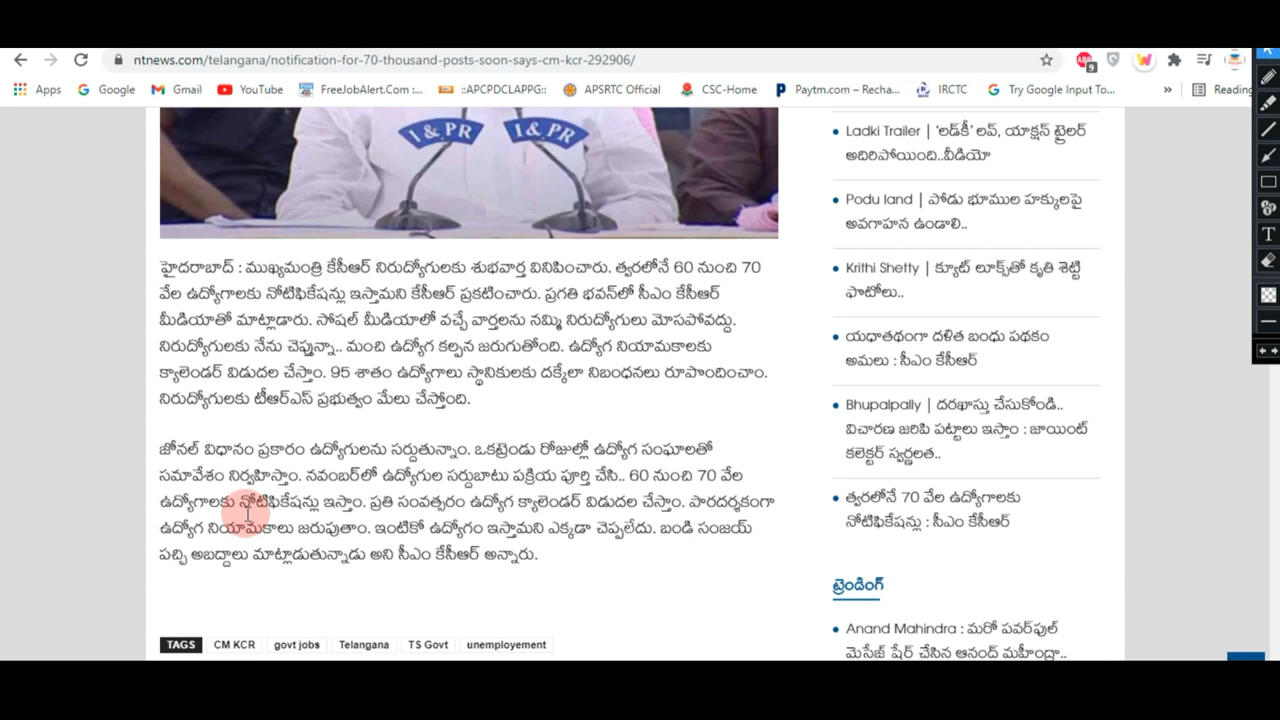 ntnews.com/telangana/notification-for-70-thousand-posts-soon-says-cm-kcr-292906/
9
Apps Google Gmail YouTube FreeJobAlert.Com :... ::APCPDCLAPPG:: APSRTC Official CSC-Home Paytm.com – Recha... IRCTC Try Google Input To... » Reading
I & PR I & PR
హైదరాబాద్ : ముఖ్యమంత్రి కేసీఆర్ నిరుద్యోగులకు శుభవార్త వినిపించారు. త్వరలోనే 60 నుంచి 70
వేల ఉద్యోగాలకు నోటిఫికేషన్లు ఇస్తామని కేసీఆర్ ప్రకటించారు. ప్రగతి భవన్‌లో సీఎం కేసీఆర్
మీడియాతో మాట్లాడారు. సోషల్ మీడియాలో వచ్చే వార్తలను నమ్మి నిరుద్యోగులు మోసపోవద్దు.
నిరుద్యోగులకు నేను చెప్తున్నా.. మంచి ఉద్యోగ కల్పన జరుగుతోంది. ఉద్యోగ నియామకాలకు
క్యాలెండర్ విడుదల చేస్తాం. 95 శాతం ఉద్యోగాలు స్థానికులకు దక్కేలా నిబంధనలు రూపొందించాం.
నిరుద్యోగులకు టీఆర్ఎస్ ప్రభుత్వం మేలు చేస్తోంది.
జోనల్ విధానం ప్రకారం ఉద్యోగులను సర్దుతున్నాం. ఒకట్రెండు రోజుల్లో ఉద్యోగ సంఘాలతో
సమావేశం నిర్వహిస్తాం. నవంబర్‌లో ఉద్యోగుల సర్దుబాటు పక్రియ పూర్తి చేసి.. 60 నుంచి 70 వేల
ఉద్యోగాలకు నోటిఫికేషన్లు ఇస్తాం. ప్రతి సంవత్సరం ఉద్యోగ క్యాలెండర్ విడుదల చేస్తాం. పారదర్శకంగా
ఉద్యోగ నియామకాలు జరుపుతాం. ఇంటికో ఉద్యోగం ఇస్తామని ఎక్కడా చెప్పలేదు. బండి సంజయ్
పచ్చి అబద్దాలు మాట్లాడుతున్నాడు అని సీఎం కేసీఆర్ అన్నారు.
TAGS CM KCR govt jobs Telangana TS Govt unemployement
Ladki Trailer | 'లడ్‌కీ' లవ్, యాక్షన్ ట్రైలర్
అదిరిపోయింది..వీడియో
Podu land | పోడు భూముల హక్కులపై
అవగాహన ఉండాలి..
Krithi Shetty | క్యూట్ లూక్స్‌తో కృతి శెట్టి
ఫొటోలు..
యధాతథంగా దళిత బంధు పథకం
అమలు : సీఎం కేసీఆర్
Bhupalpally | దరఖాస్తు చేసుకోండి..
విచారణ జరిపి పట్టాలు ఇస్తాం : జాయింట్
కలెక్టర్ స్వర్ణలత..
త్వరలోనే 70 వేల ఉద్యోగాలకు
నోటిఫికేషన్లు : సీఎం కేసీఆర్
ట్రెండింగ్
Anand Mahindra : మరో పవర్‌ఫుల్
మెసేజ్ షేర్ చేసిన ఆనంద్ మహీంద్రా..
T